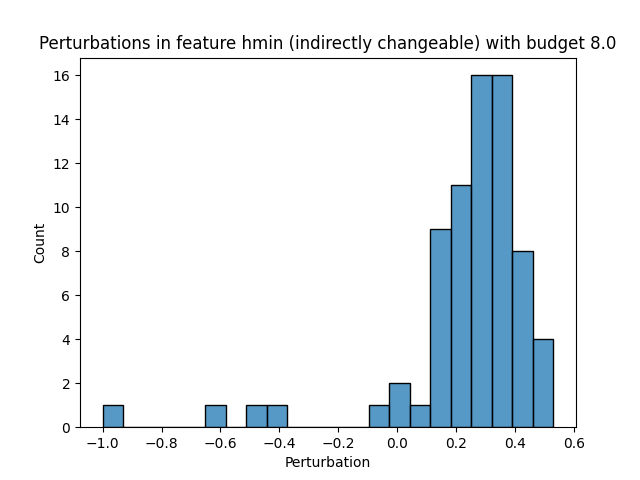 Perturbations in feature hmin (indirectly changeable) with budget 8.0
16
14
12
10
8
6
4
2
0
Count
−1.0 −0.8 −0.6 −0.4 −0.2 0.0 0.2 0.4 0.6
Perturbation